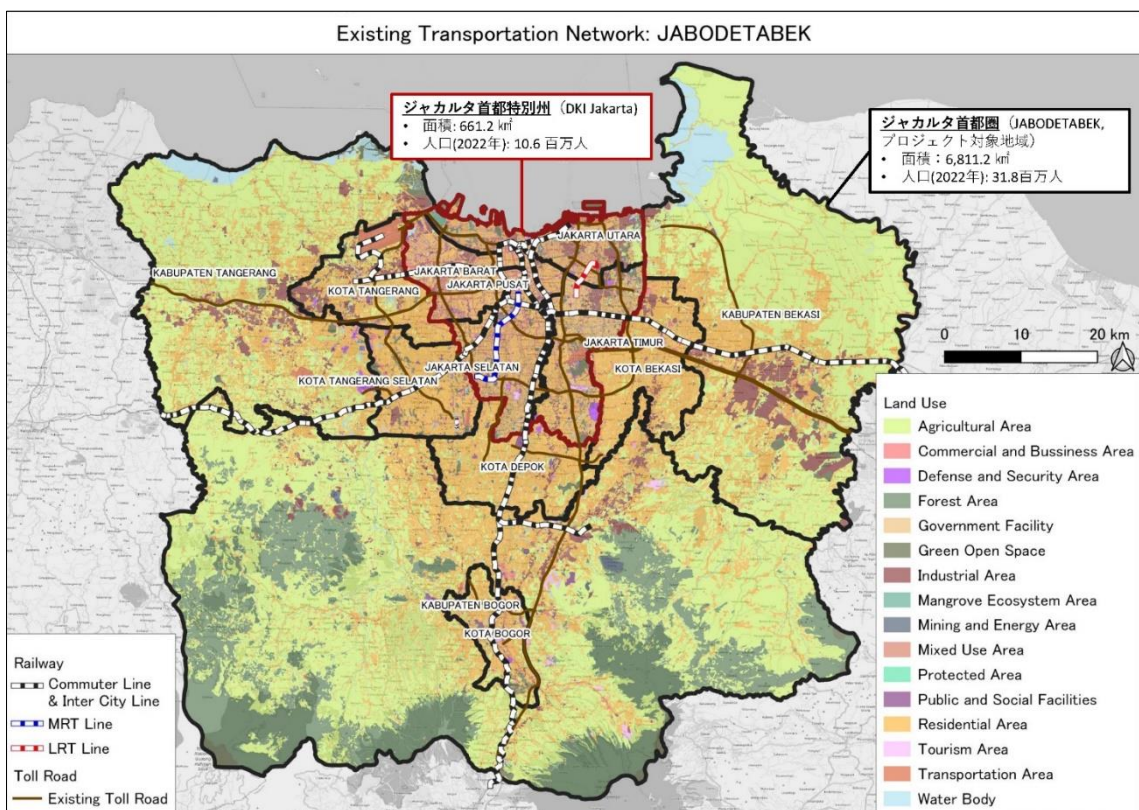 Existing Transportation Network: JABODETABEK
ジャカルタ首都特別州（DKI Jakarta)
• 面積: 661.2 ㎢
• 人口(2022年): 10.6 百万人
ジャカルタ首都圏（JABODETABEK,
プロジェクト対象地域）
• 面積：6,811.2 ㎢
• 人口(2022年): 31.8百万人
JAKARTA UTARA
KABUPATEN TANGERANG
JAKARTA BARAT
JAKARTA PUSAT
KOTA TANGERANG
KABUPATEN BEKASI
JAKARTA TIMUR
JAKARTA SELATAN
KOTA BEKASI
KOTA TANGERANG SELATAN
KOTA DEPOK
KABUPATEN BOGOR
KOTA BOGOR
0 10 20 km
Land Use
Agricultural Area
Commercial and Bussiness Area
Defense and Security Area
Forest Area
Government Facility
Green Open Space
Industrial Area
Mangrove Ecosystem Area
Mining and Energy Area
Mixed Use Area
Protected Area
Public and Social Facilities
Residential Area
Tourism Area
Transportation Area
Water Body
Railway
Commuter Line
& Inter City Line
MRT Line
LRT Line
Toll Road
Existing Toll Road